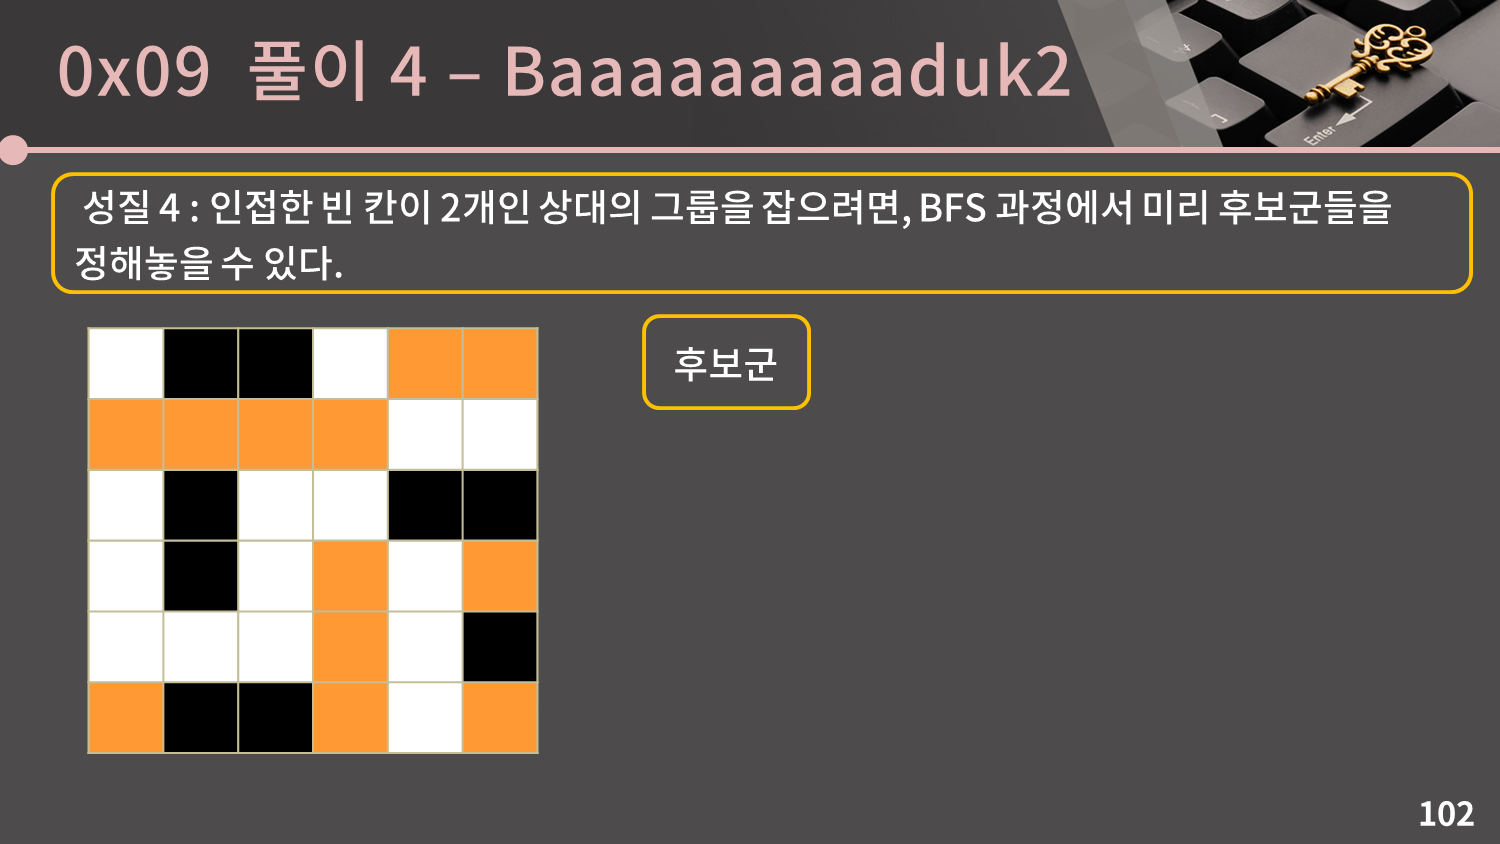 0x09 풀이 4 – Baaaaaaaaaduk2
Enter
성질 4 : 인접한 빈 칸이 2개인 상대의 그룹을 잡으려면, BFS 과정에서 미리 후보군들을
정해놓을 수 있다.
후보군
102